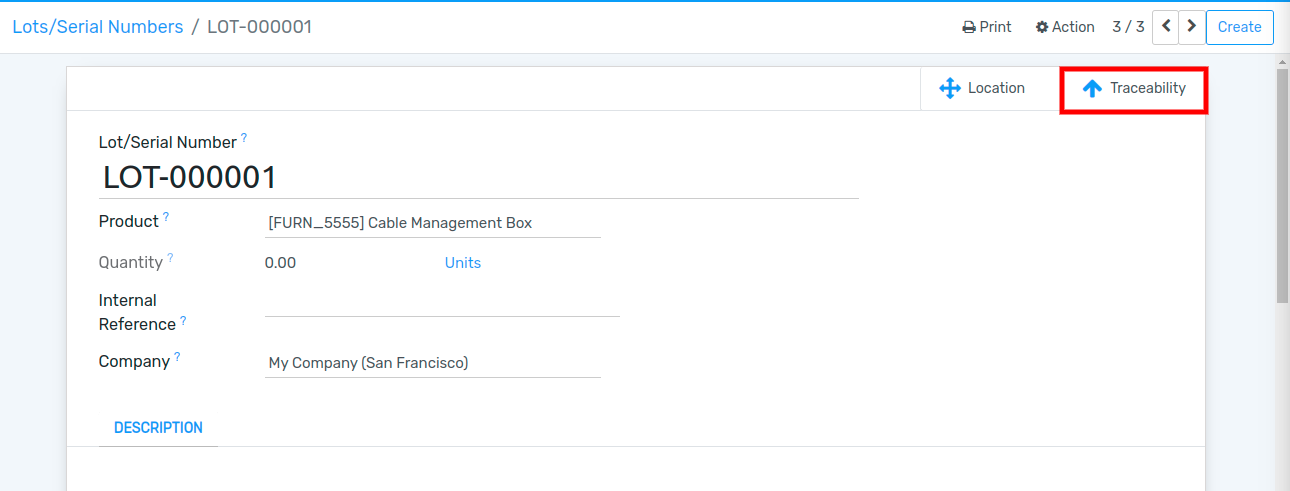 Lots/Serial Numbers / LOT-000001 Print Action 3 / 3 Create
Location Traceability
Lot/Serial Number ?
LOT-000001
Product ? [FURN_5555] Cable Management Box
Quantity ? 0.00 Units
Internal
Reference ?
Company ? My Company (San Francisco)
DESCRIPTION